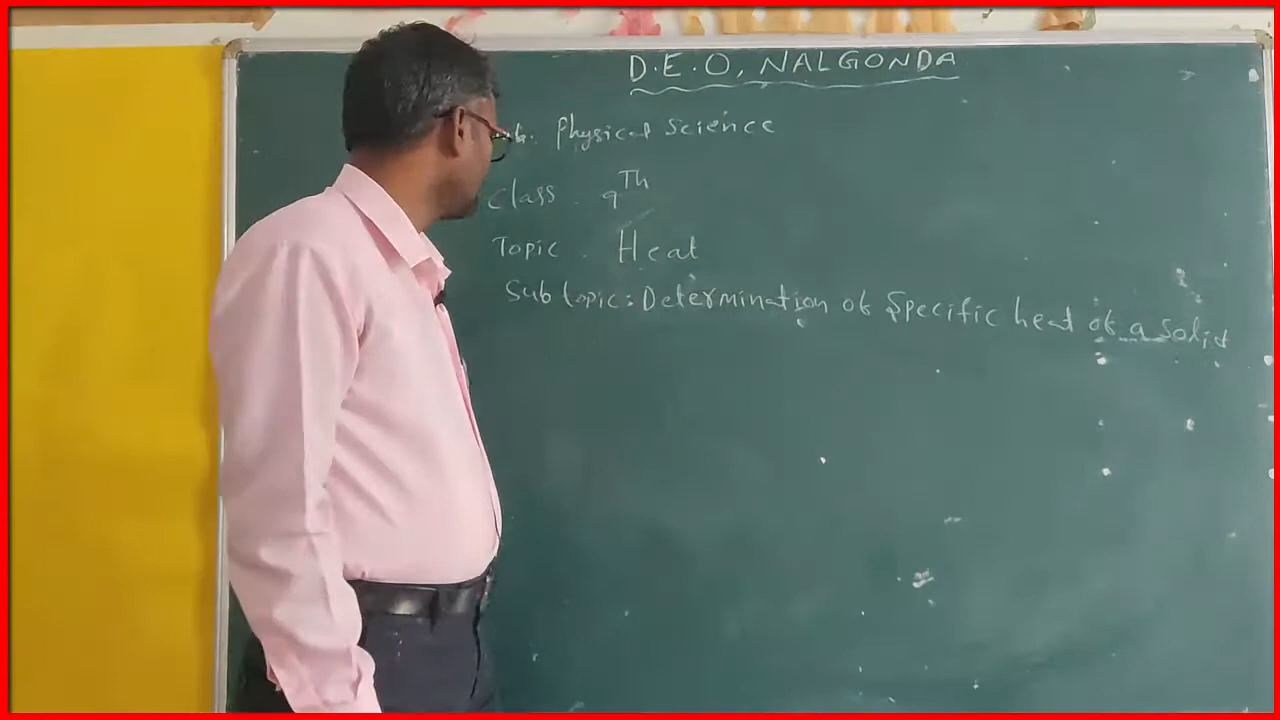 D.E.O, NALGONDA
Physical Science
Class . 9Th
Topic . Heat
Sub topic : Determination of Specific heat of a Solid